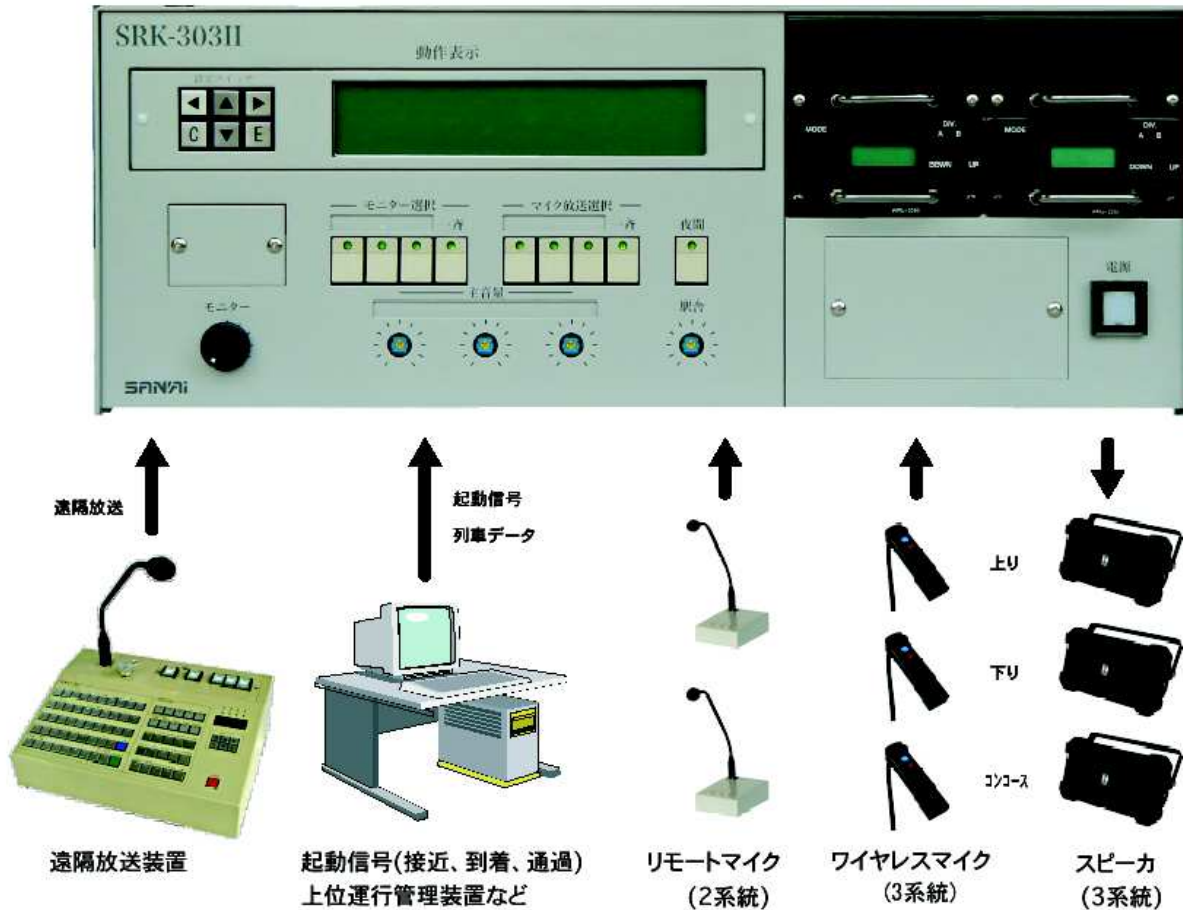 SRK-303II
動作表示
C
E
MODE
DIV.
A B
DOWN UP
MODE
DIV.
A B
DOWN UP
モニター選択
一斉
マイク放送選択
一斉
夜間
主音量
駅舎
モニター
電源
SANAi
遠隔放送
起動信号
列車データ
上り
下り
コンコース
遠隔放送装置
起動信号(接近、到着、通過)
上位運行管理装置など
リモートマイク
(2系統)
ワイヤレスマイク
(3系統)
スピーカ
(3系統)